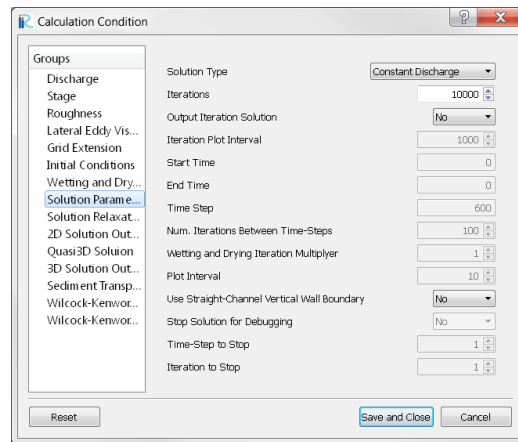 iRiC Calculation Condition
Groups
Discharge
Stage
Roughness
Lateral Eddy Vis...
Grid Extension
Initial Conditions
Wetting and Dry...
Solution Parame...
Solution Relaxat...
2D Solution Out...
Quasi3D Soluion
3D Solution Out...
Sediment Transp...
Wilcock-Kenwor...
Wilcock-Kenwor...
Solution Type Constant Discharge
Iterations 10000
Output Iteration Solution No
Iteration Plot Interval 1000
Start Time 0
End Time 0
Time Step 600
Num. Iterations Between Time-Steps 100
Wetting and Drying Iteration Multiplyer 1
Plot Interval 10
Use Straight-Channel Vertical Wall Boundary No
Stop Solution for Debugging No
Time-Step to Stop 1
Iteration to Stop 1
Reset Save and Close Cancel